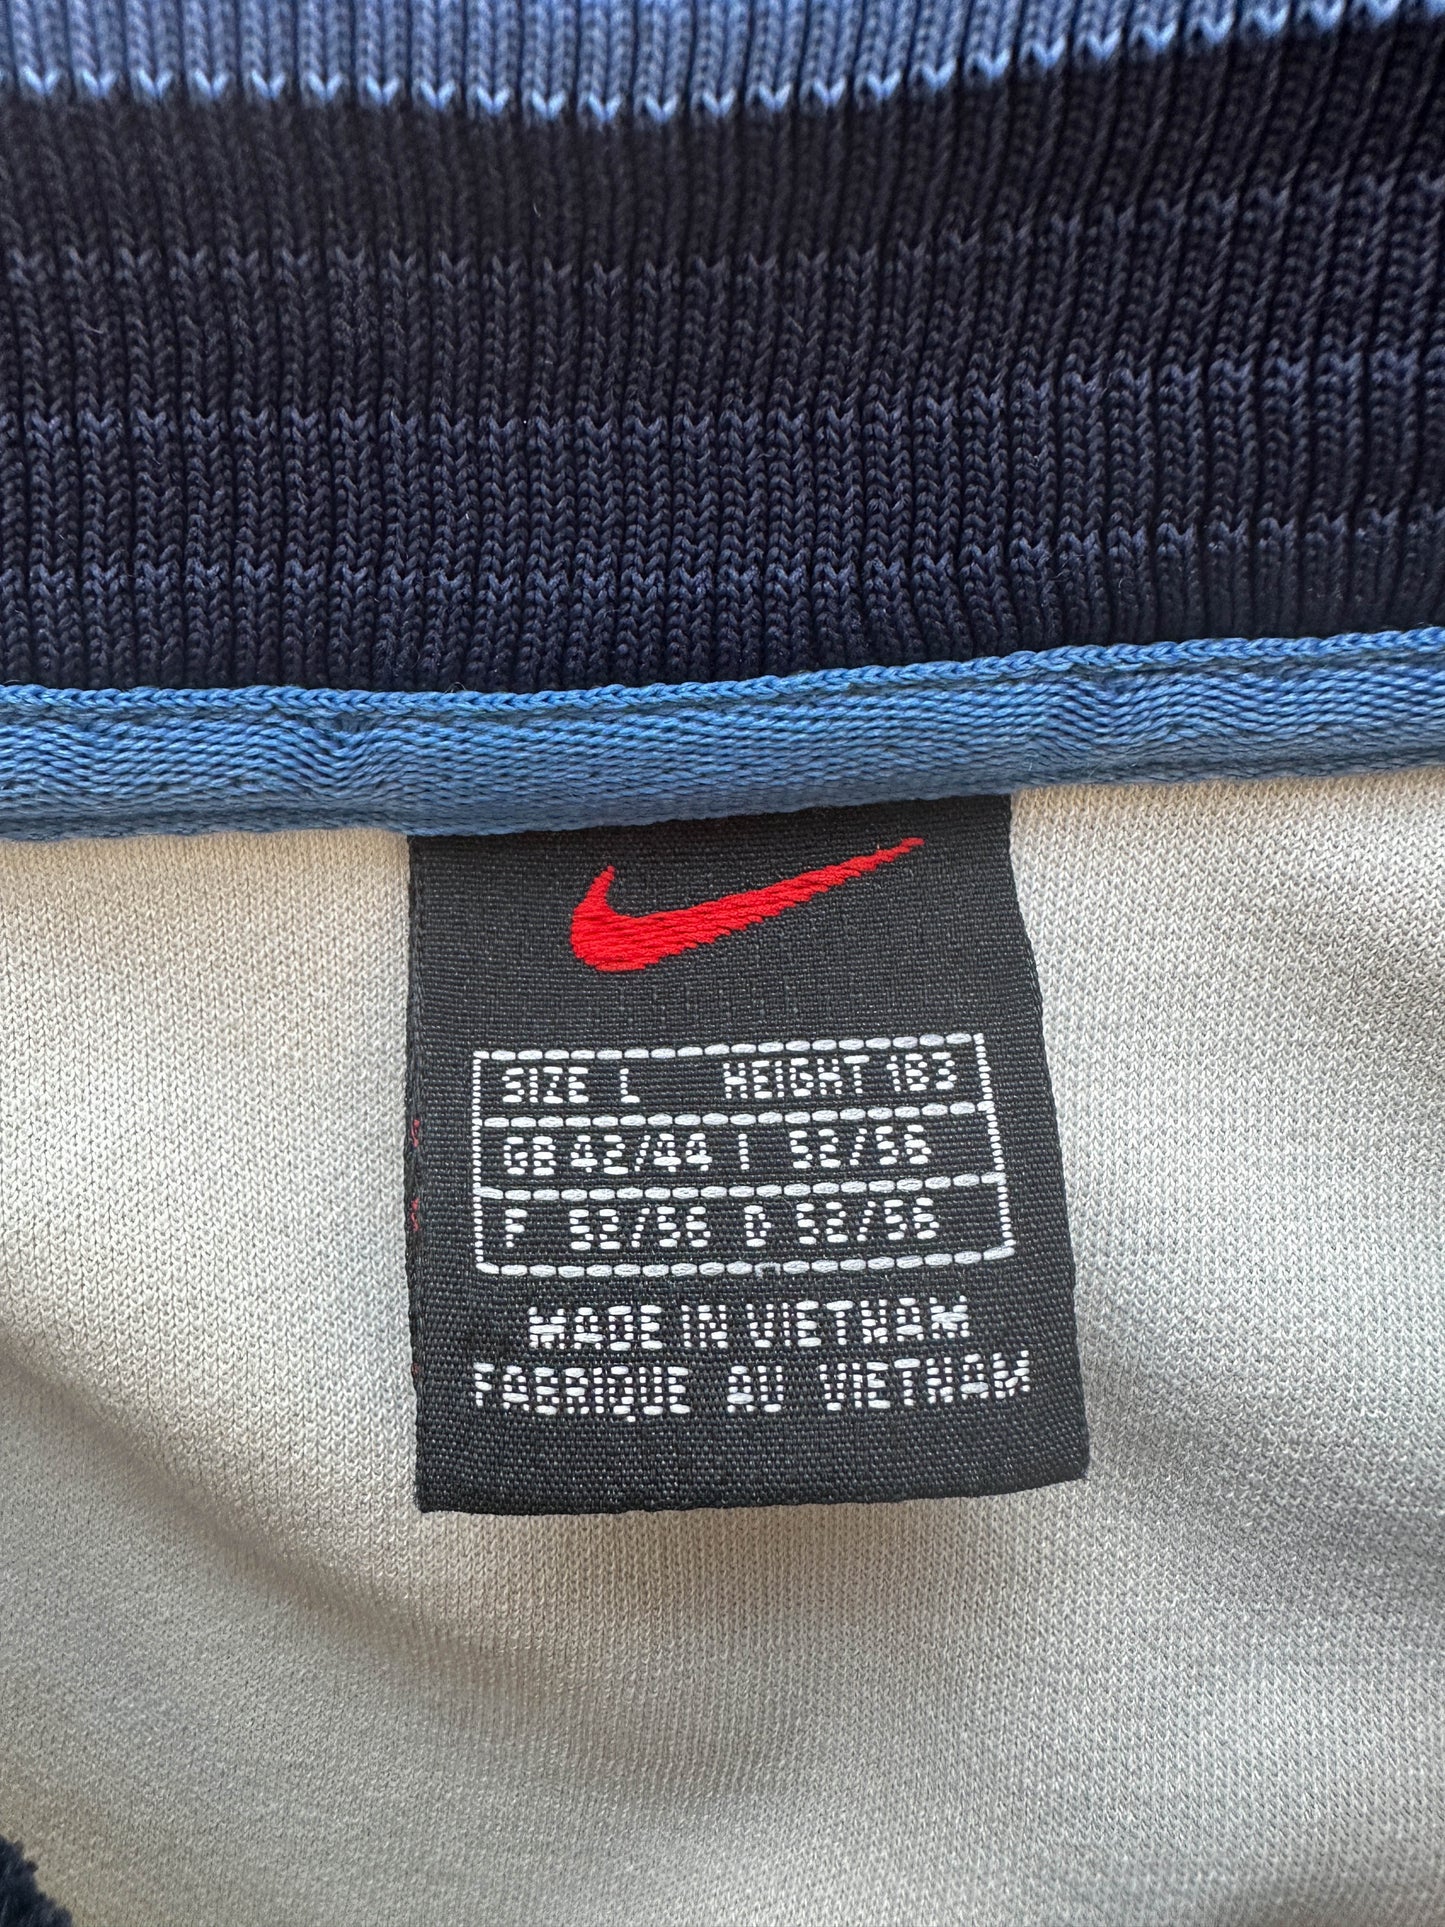 SIZE L HEIGHT 183
GB 42/44 I 52/56
F 52/56 D 52/56
MADE IN VIETNAM
FABRIQUE AU VIETNAM